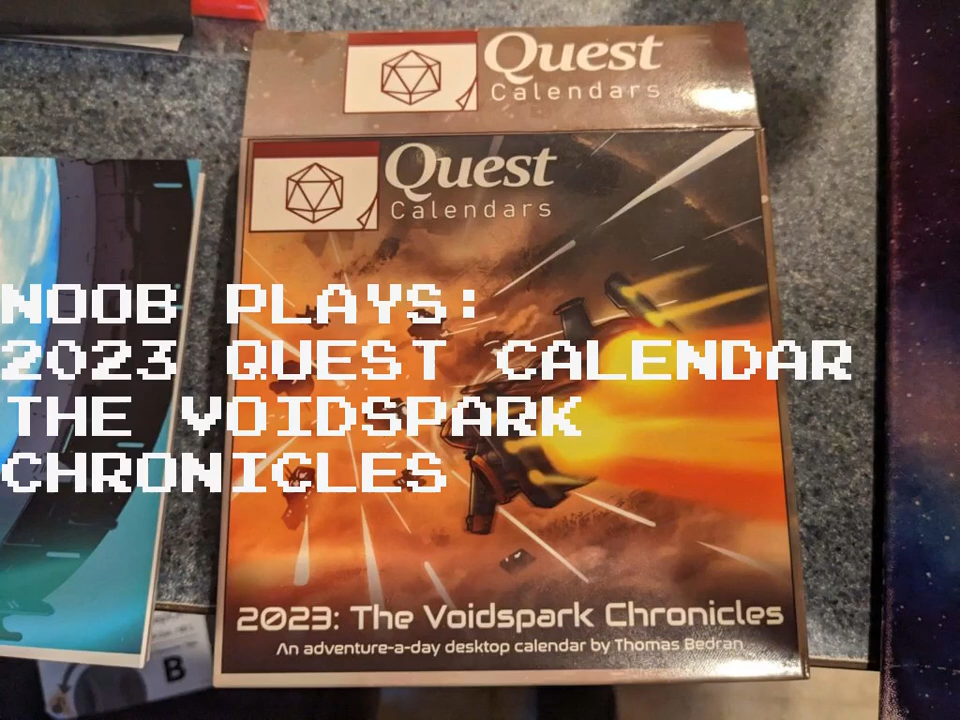 Quest
Calendars
Quest
Calendars
NOOB PLAYS:
2023 QUEST CALENDAR
THE VOIDSPARK
CHRONICLES
2023: The Voidspark Chronicles
An adventure-a-day desktop calendar by Thomas Bedran
B